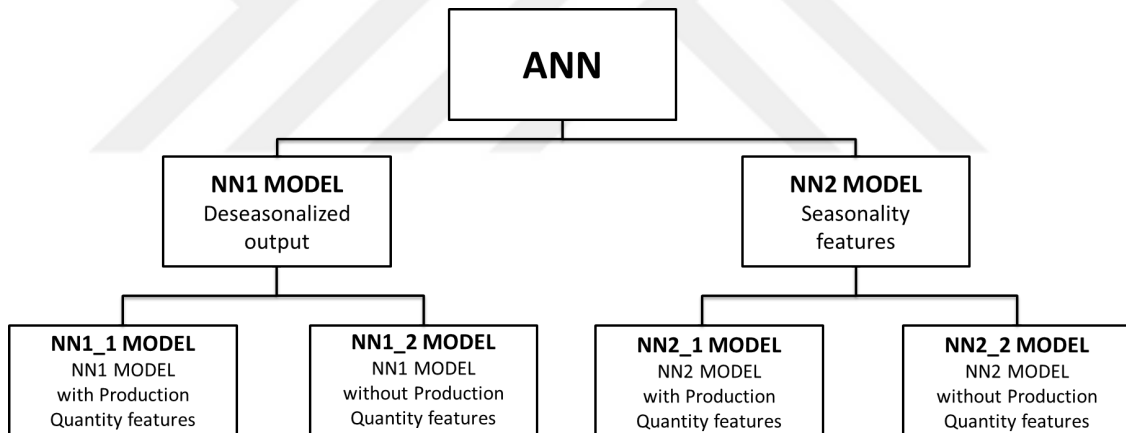 ANN
NN1 MODEL
Deseasonalized
output
NN2 MODEL
Seasonality
features
NN1_1 MODEL
NN1 MODEL
with Production
Quantity features
NN1_2 MODEL
NN1 MODEL
without Production
Quantity features
NN2_1 MODEL
NN2 MODEL
with Production
Quantity features
NN2_2 MODEL
NN2 MODEL
without Production
Quantity features